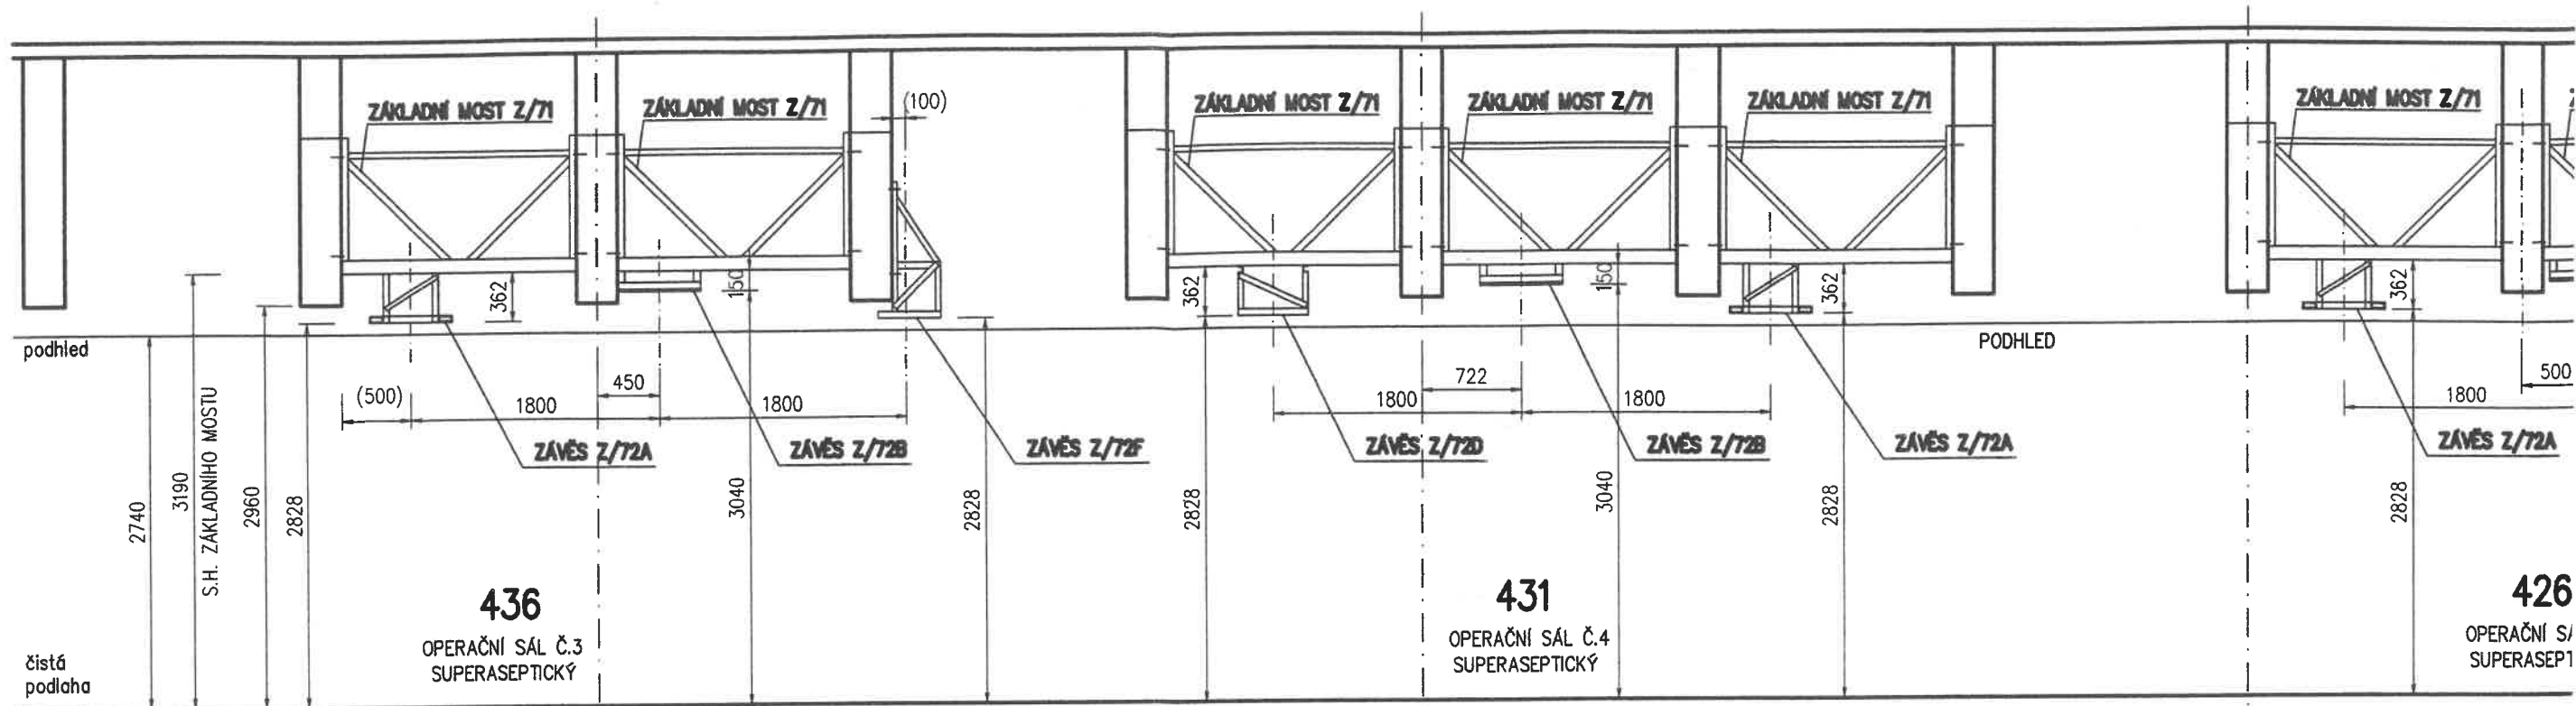 ZÁKLADNÍ MOST Z/71
ZÁKLADNÍ MOST Z/71
(100)
ZÁKLADNÍ MOST Z/71
ZÁKLADNÍ MOST Z/71
ZÁKLADNÍ MOST Z/71
ZÁKLADNÍ MOST Z/71
362
150
362
150
362
362
podhled
PODHLED
(500)
1800
450
1800
1800
722
1800
1800
500
ZÁVĚS Z/72A
ZÁVĚS Z/72B
ZÁVĚS Z/72F
ZÁVĚS Z/72D
ZÁVĚS Z/72B
ZÁVĚS Z/72A
ZÁVĚS Z/72A
2740
3190
S.H. ZÁKLADNÍHO MOSTU
2960
2828
3040
2828
2828
3040
2828
2828
436
OPERAČNÍ SÁL Č.3
SUPERASEPTICKÝ
431
OPERAČNÍ SÁL Č.4
SUPERASEPTICKÝ
426
OPERAČNÍ
čistá
podlaha